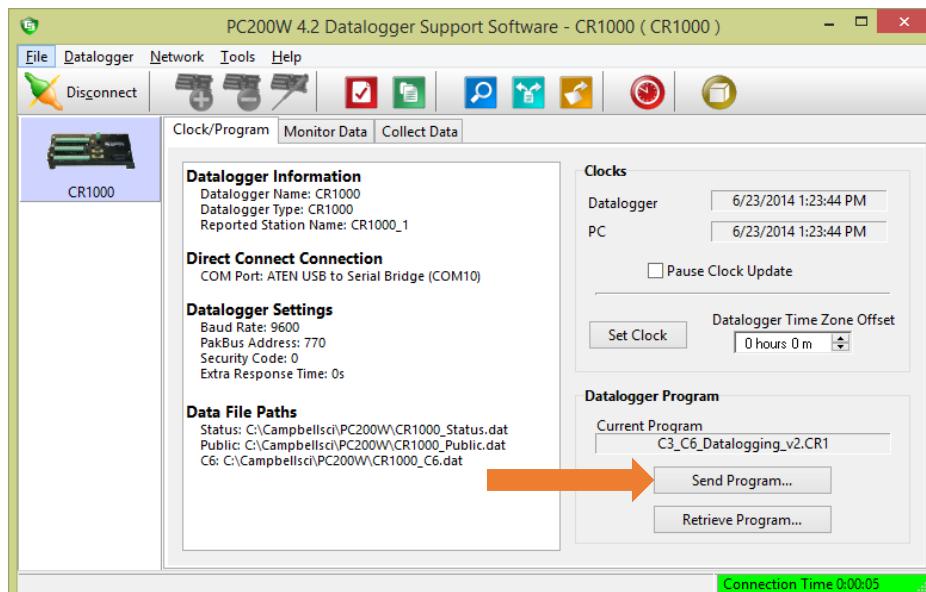 PC200W 4.2 Datalogger Support Software - CR1000 ( CR1000 )
File Datalogger Network Tools Help
Disconnect
CR1000
Clock/Program Monitor Data Collect Data
Datalogger Information
Datalogger Name: CR1000
Datalogger Type: CR1000
Reported Station Name: CR1000_1
Direct Connect Connection
COM Port: ATEN USB to Serial Bridge (COM10)
Datalogger Settings
Baud Rate: 9600
PakBus Address: 770
Security Code: 0
Extra Response Time: 0s
Data File Paths
Status: C:\Campbellsci\PC200W\CR1000_Status.dat
Public: C:\Campbellsci\PC200W\CR1000_Public.dat
C6: C:\Campbellsci\PC200W\CR1000_C6.dat
Clocks
Datalogger 6/23/2014 1:23:44 PM
PC 6/23/2014 1:23:44 PM
Pause Clock Update
Set Clock
Datalogger Time Zone Offset
0 hours 0 m
Datalogger Program
Current Program
C3_C6_Datalogging_v2.CR1
Send Program...
Retrieve Program...
Connection Time 0:00:05